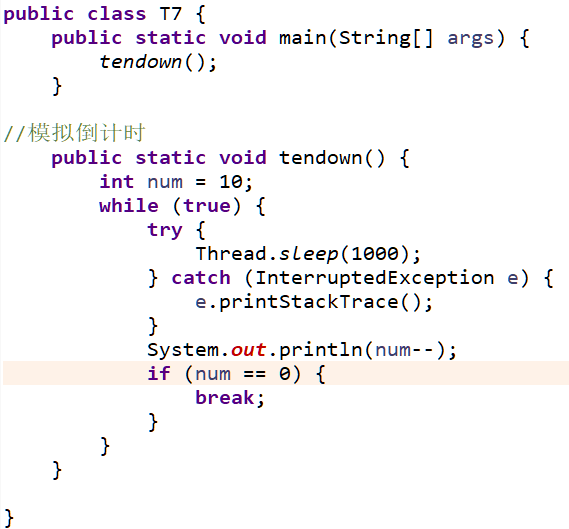 public class T7 {
    public static void main(String[] args) {
        tendown();
    }

//模拟倒计时
    public static void tendown() {
        int num = 10;
        while (true) {
            try {
                Thread.sleep(1000);
            } catch (InterruptedException e) {
                e.printStackTrace();
            }
            System.out.println(num--);
            if (num == 0) {
                break;
            }
        }
    }

}